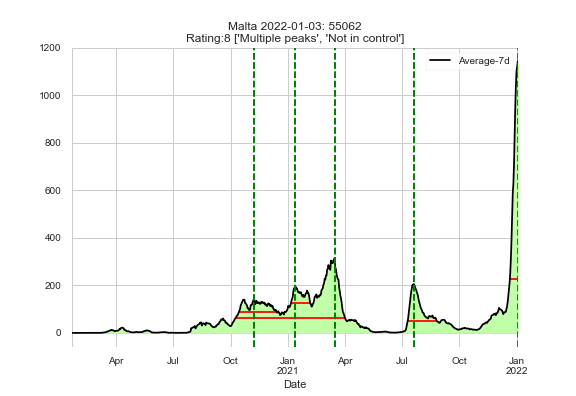 Malta 2022-01-03: 55062
Rating:8 ['Multiple peaks', 'Not in control']
Average-7d
1200
1000
800
600
400
200
0
Apr Jul Oct Jan Apr Jul Oct Jan
2021 2022
Date